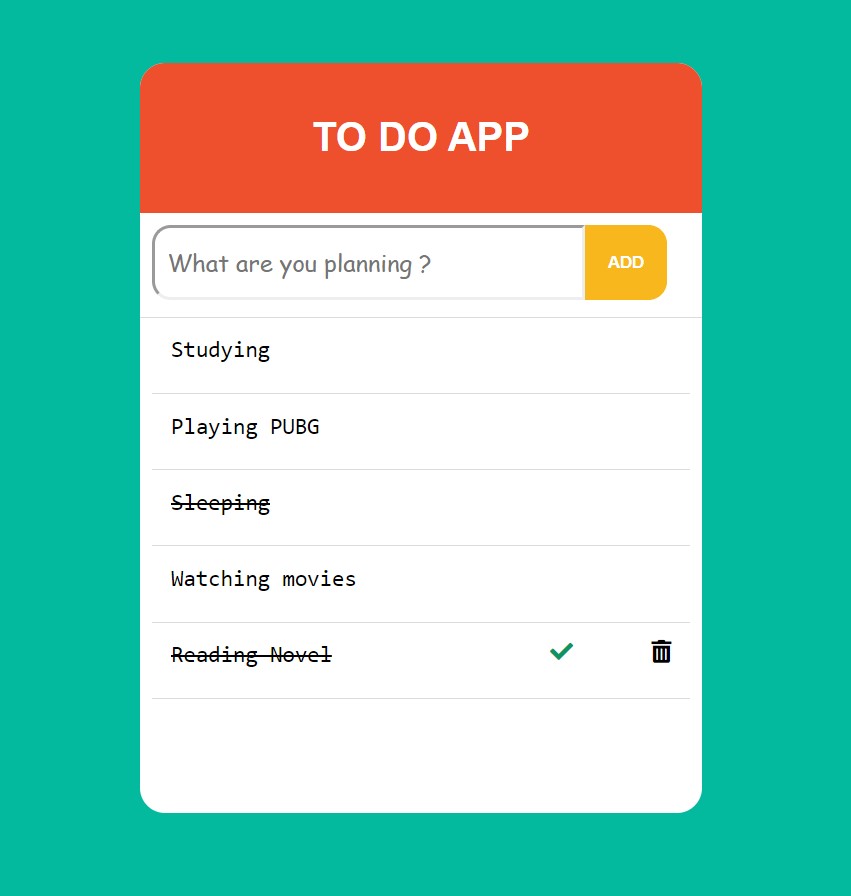 TO DO APP
What are you planning ?
ADD
Studying
Playing PUBG
Sleeping
Watching movies
Reading Novel